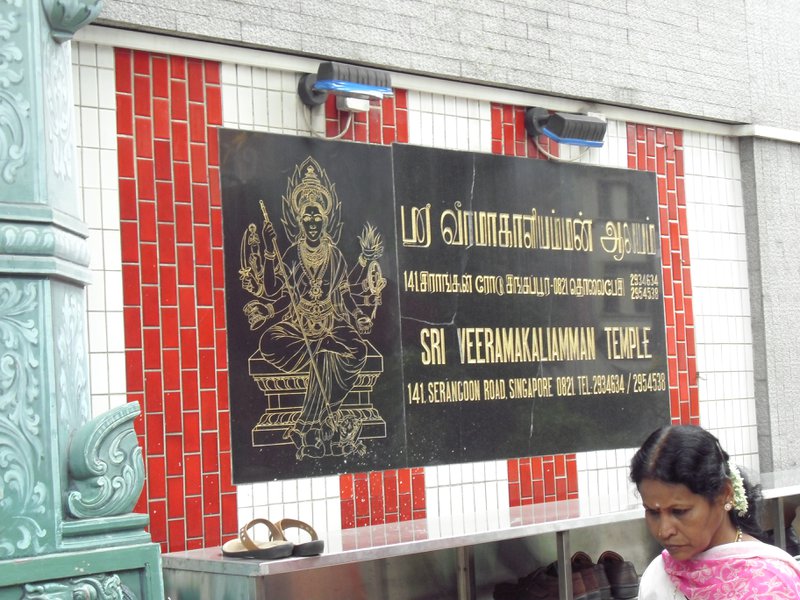 ஸ்ரீ வீரமாகாளியம்மன் ஆலயம்
141 சிராங்கூன் ரோடு சிங்கப்பூர்-0821 தொலைபேசி 2934634
2954538
SRI VEERAMAKALIAMMAN TEMPLE
141, SERANGOON ROAD, SINGAPORE 0821. TEL:-2934634 / 2954538.